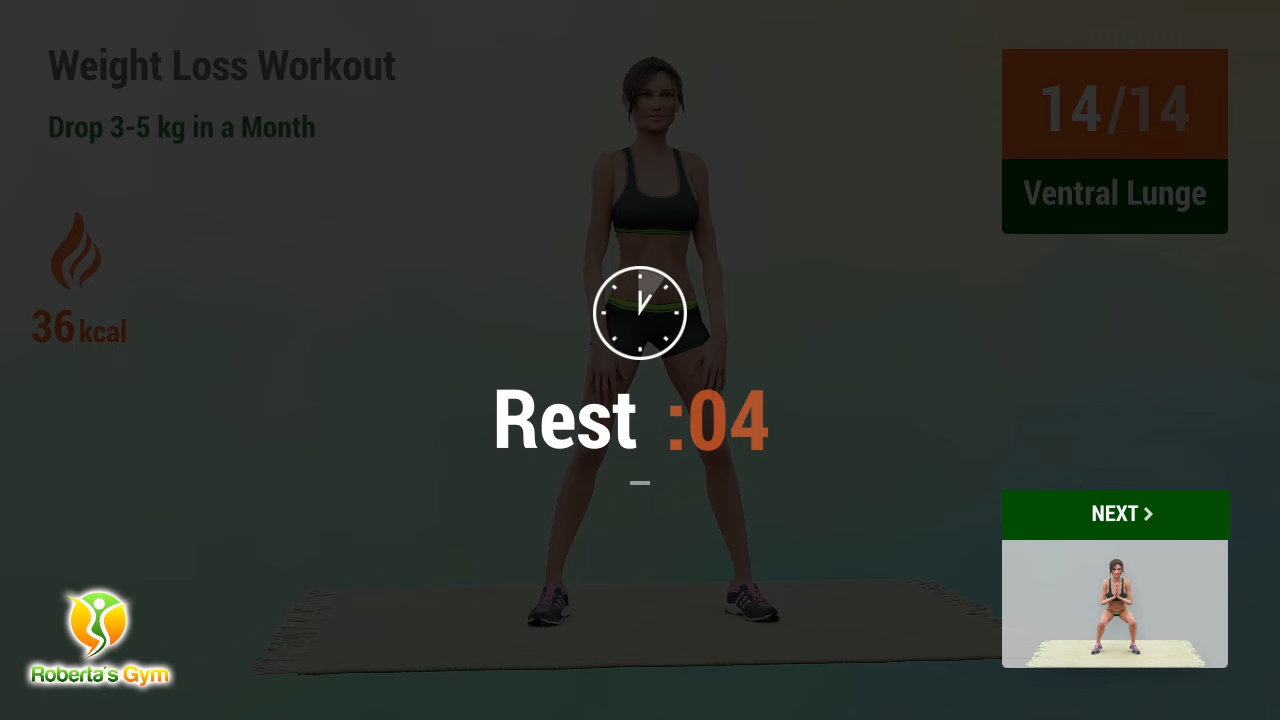 Weight Loss Workout
Drop 3-5 kg in a Month
14/14
Ventral Lunge
36 kcal
Rest :04
NEXT >
Roberta´s Gym